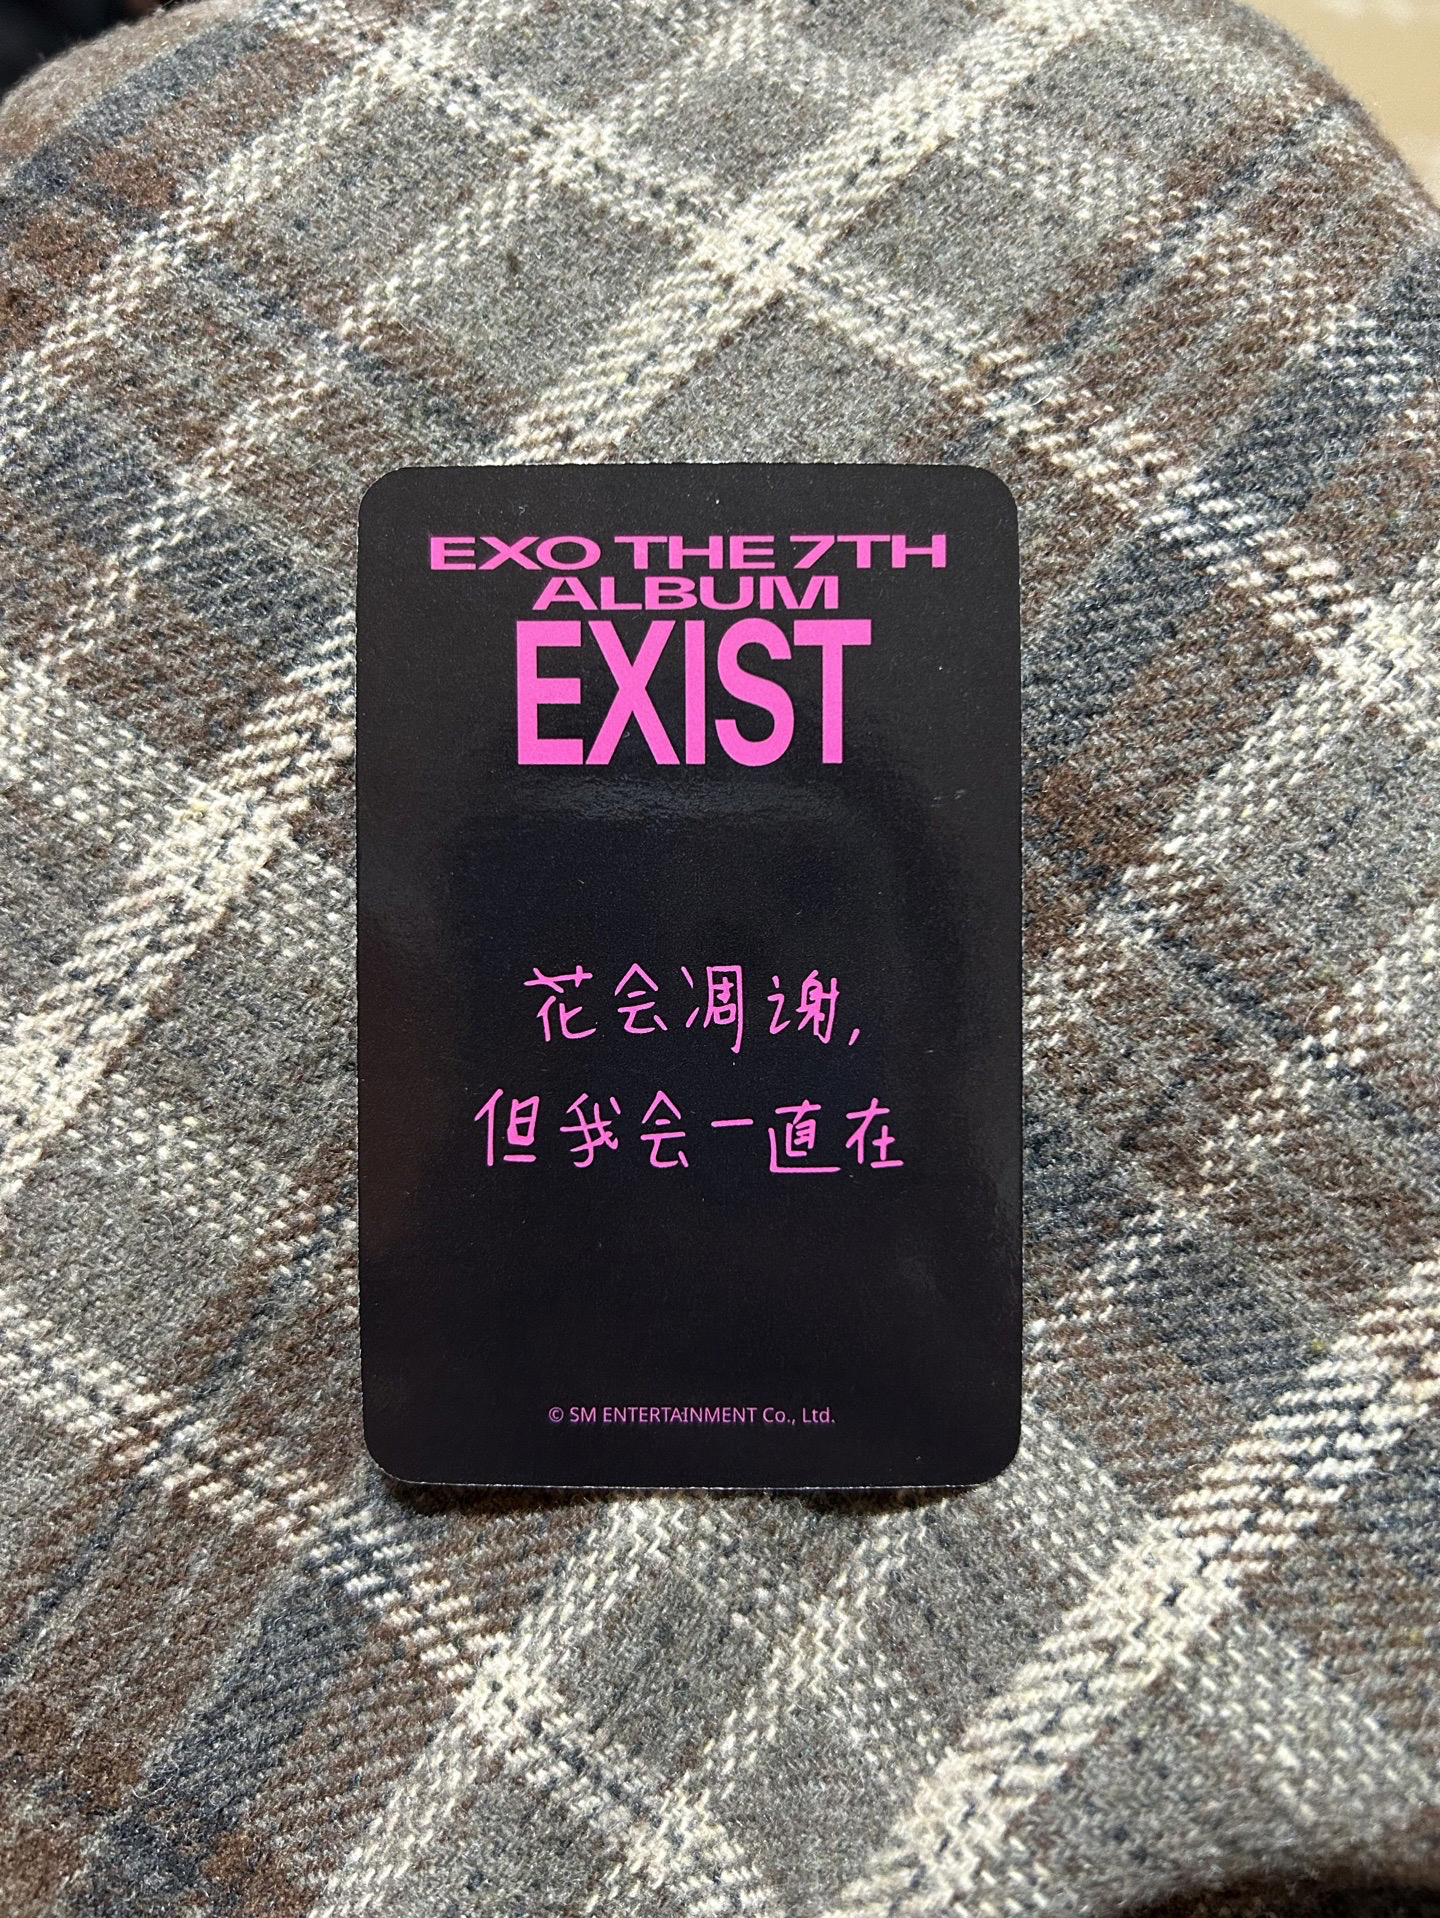 EXO THE 7TH
ALBUM
EXIST
花会凋谢,
但我会一直在
© SM ENTERTAINMENT Co., Ltd.